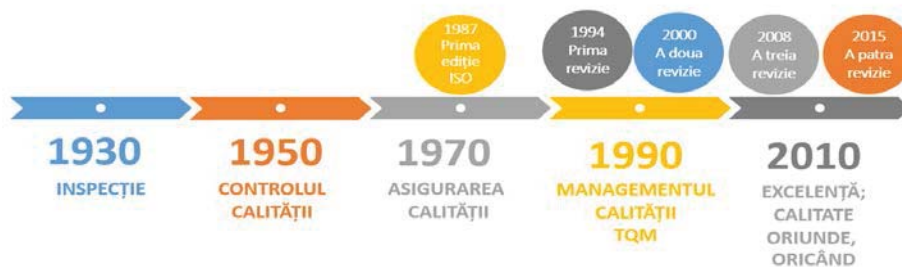 1987
Prima
ediție
ISO
1994
Prima
revizie
2000
A doua
revizie
2008
A treia
revizie
2015
A patra
revizie
1930
INSPECȚIE
1950
CONTROLUL
CALITĂȚII
1970
ASIGURAREA
CALITĂȚII
1990
MANAGEMENTUL
CALITĂȚII
TQM
2010
EXCELENȚĂ;
CALITATE
ORIUNDE,
ORICÂND